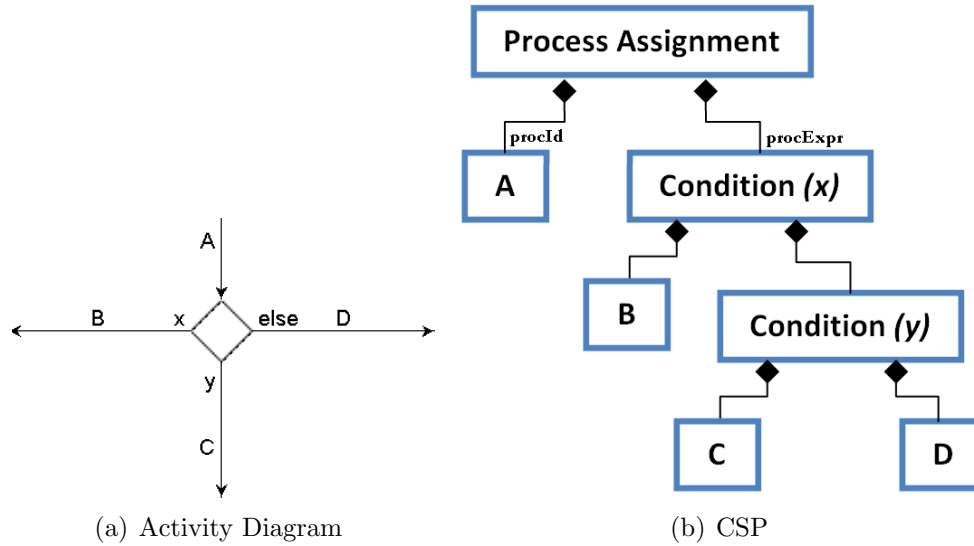 A
B
x
else
D
y
C
(a) Activity Diagram
Process Assignment
procId
procExpr
A
Condition (x)
B
Condition (y)
C
D
(b) CSP